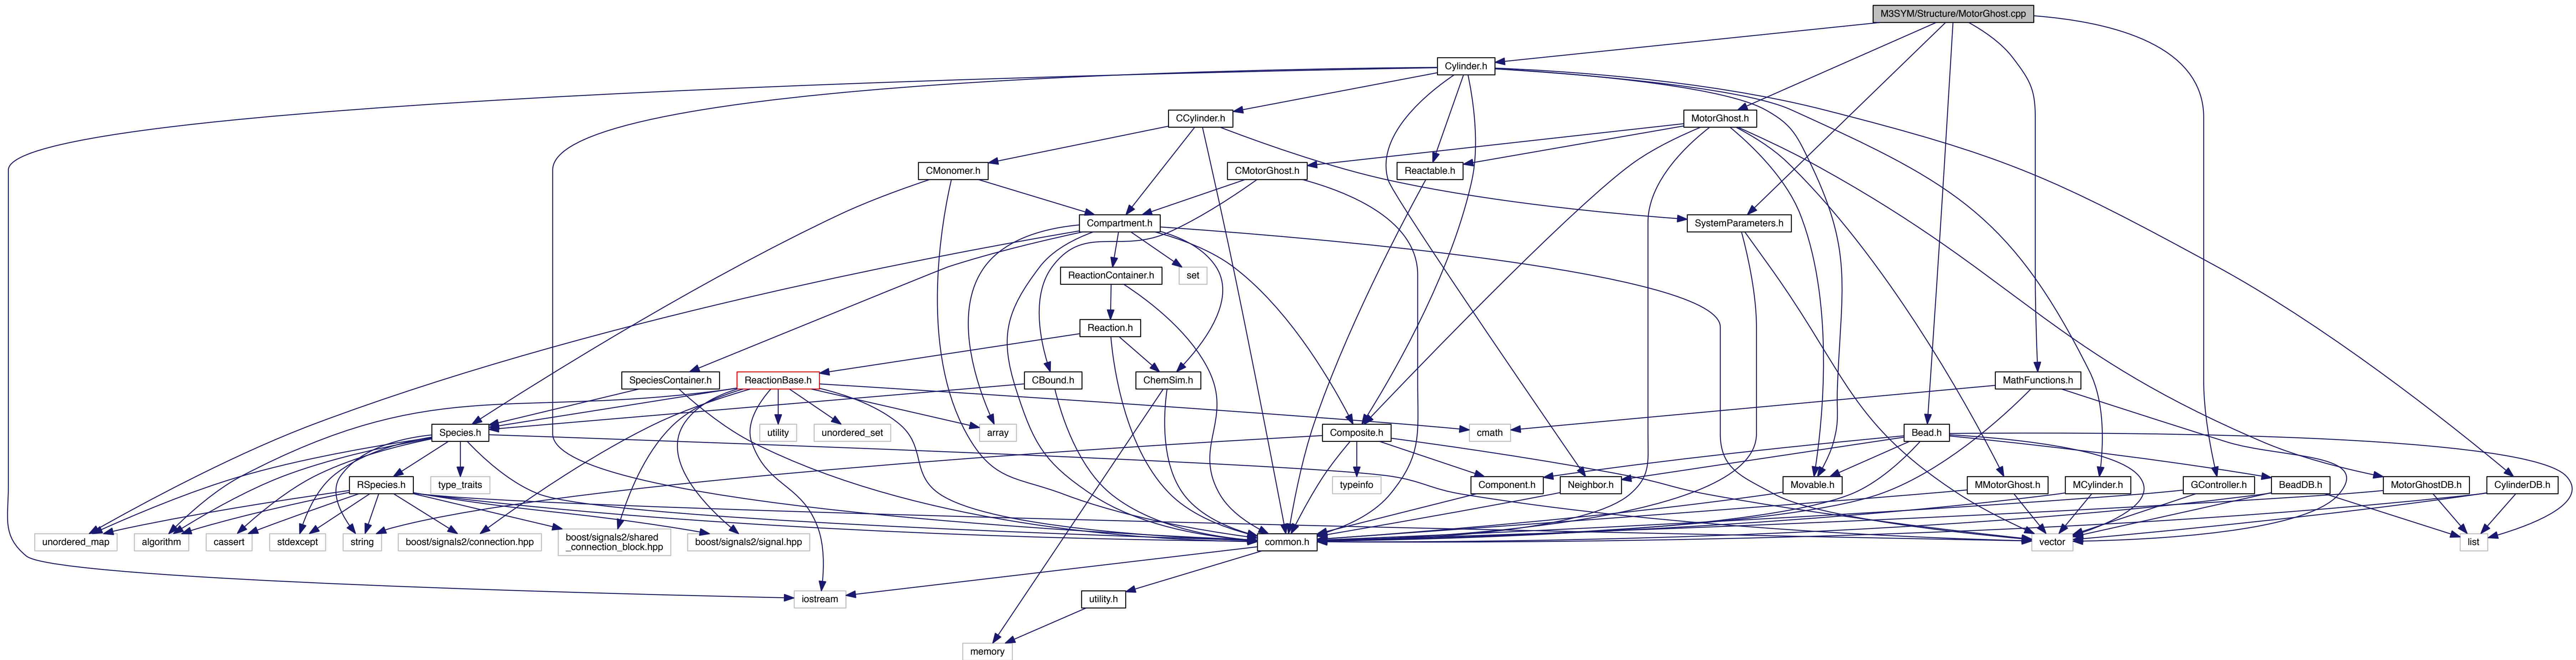 M3SYM/Structure/MotorGhost.cpp
Cylinder.h
CCylinder.h
MotorGhost.h
CMonomer.h
CMotorGhost.h
Reactable.h
Compartment.h
SystemParameters.h
ReactionContainer.h
set
Reaction.h
SpeciesContainer.h
ReactionBase.h
CBound.h
ChemSim.h
MathFunctions.h
Species.h
utility
unordered_set
array
Composite.h
cmath
Bead.h
RSpecies.h
type_traits
typeinfo
Component.h
Neighbor.h
Movable.h
MMotorGhost.h
MCylinder.h
GController.h
BeadDB.h
MotorGhostDB.h
CylinderDB.h
unordered_map
algorithm
cassert
stdexcept
string
boost/signals2/connection.hpp
boost/signals2/shared
_connection_block.hpp
boost/signals2/signal.hpp
common.h
vector
list
iostream
utility.h
memory